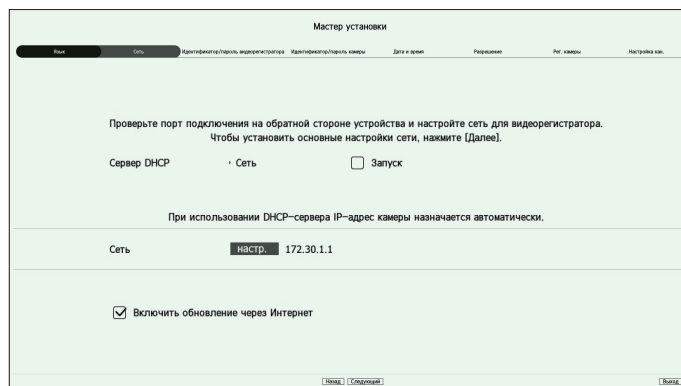 Мастер установки
Язык Сеть Идентификатор/пароль видеорегистратора Идентификатор/пароль камеры Дата и время Разрешение Рег. камеры Настройка кан.
Проверьте порт подключения на обратной стороне устройства и настройте сеть для видеорегистратора.
Чтобы установить основные настройки сети, нажмите [Далее].
Сервер DHCP Сеть Запуск
При использовании DHCP-сервера IP-адрес камеры назначается автоматически.
Сеть настр. 172.30.1.1
Включить обновление через Интернет
Назад Следующий Выход